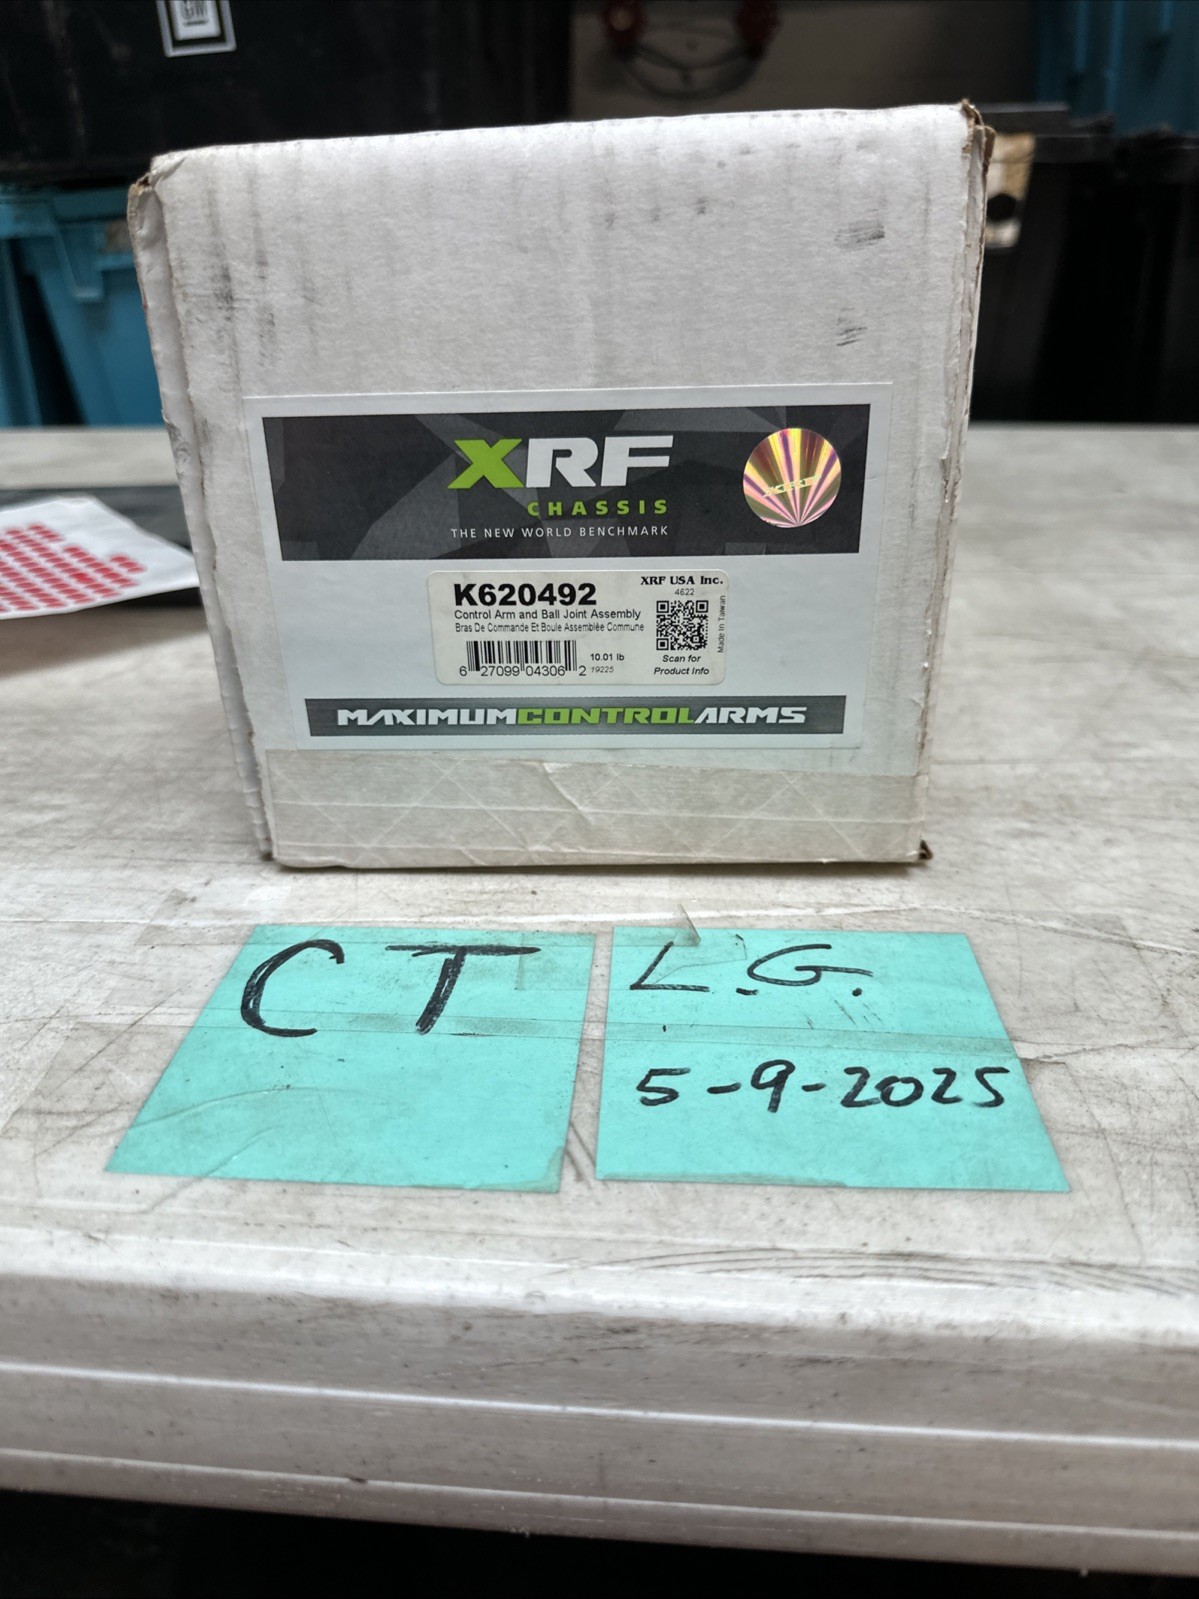 GM
XRF
CHASSIS
THE NEW WORLD BENCHMARK
XRF
K620492
XRF USA Inc.
4622
Control Arm and Ball Joint Assembly
Bras De Commande Et Boule Assemblée Commune
Made In Taiwan
6 27099 04306 2
10.01 lb
19225
Scan for
Product Info
MAXIMUMCONTROLARMS
CT
L.G.
5-9-2025